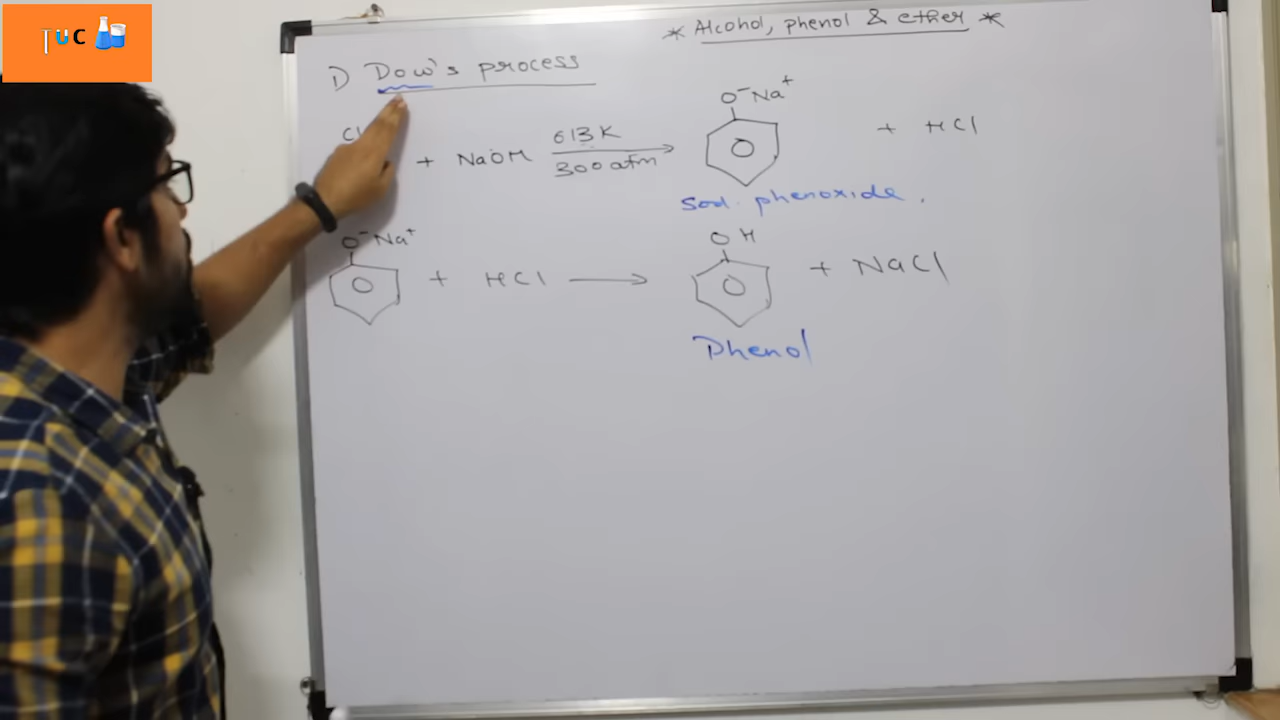 TUC
* Alcohol, phenol & ether *
1) Dow's process
Cl + NaOH 613K 300 atm O⁻Na⁺ + HCl
Sod. phenoxide.
O⁻Na⁺ + HCl OH + NaCl
Phenol